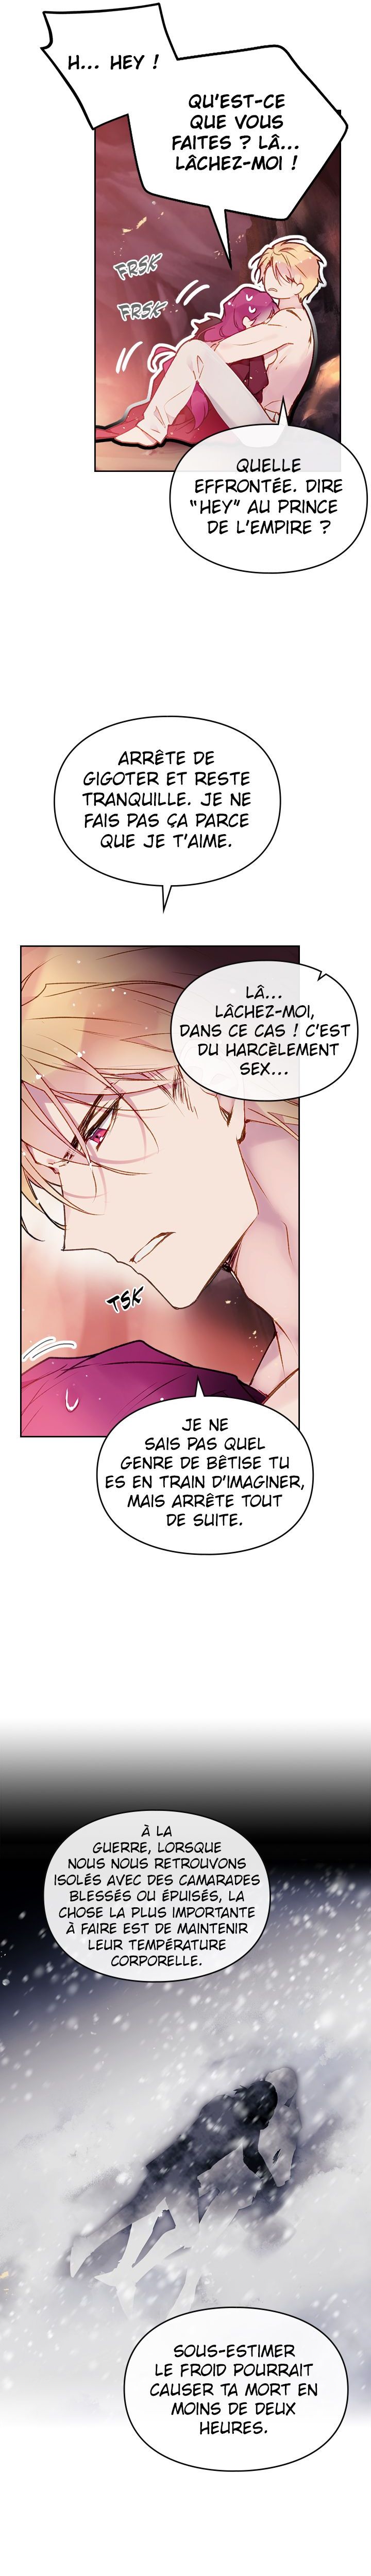 H... HEY !
QU'EST-CE
QUE VOUS
FAITES ? LÂ...
LÂCHEZ-MOI !
FRSK
FRSK
QUELLE
EFFRONTÉE. DIRE
"HEY" AU PRINCE
DE L'EMPIRE ?
ARRÊTE DE
GIGOTER ET RESTE
TRANQUILLE. JE NE
FAIS PAS ÇA PARCE
QUE JE T'AIME.
LÂ...
LÂCHEZ-MOI,
DANS CE CAS ! C'EST
DU HARCÈLEMENT
SEX...
TSK
JE NE
SAIS PAS QUEL
GENRE DE BÊTISE TU
ES EN TRAIN D'IMAGINER,
MAIS ARRÊTE TOUT
DE SUITE.
À LA
GUERRE, LORSQUE
NOUS NOUS RETROUVONS
ISOLÉS AVEC DES CAMARADES
BLESSÉS OU ÉPUISÉS, LA
CHOSE LA PLUS IMPORTANTE
À FAIRE EST DE MAINTENIR
LEUR TEMPÉRATURE
CORPORELLE.
SOUS-ESTIMER
LE FROID POURRAIT
CAUSER TA MORT EN
MOINS DE DEUX
HEURES.